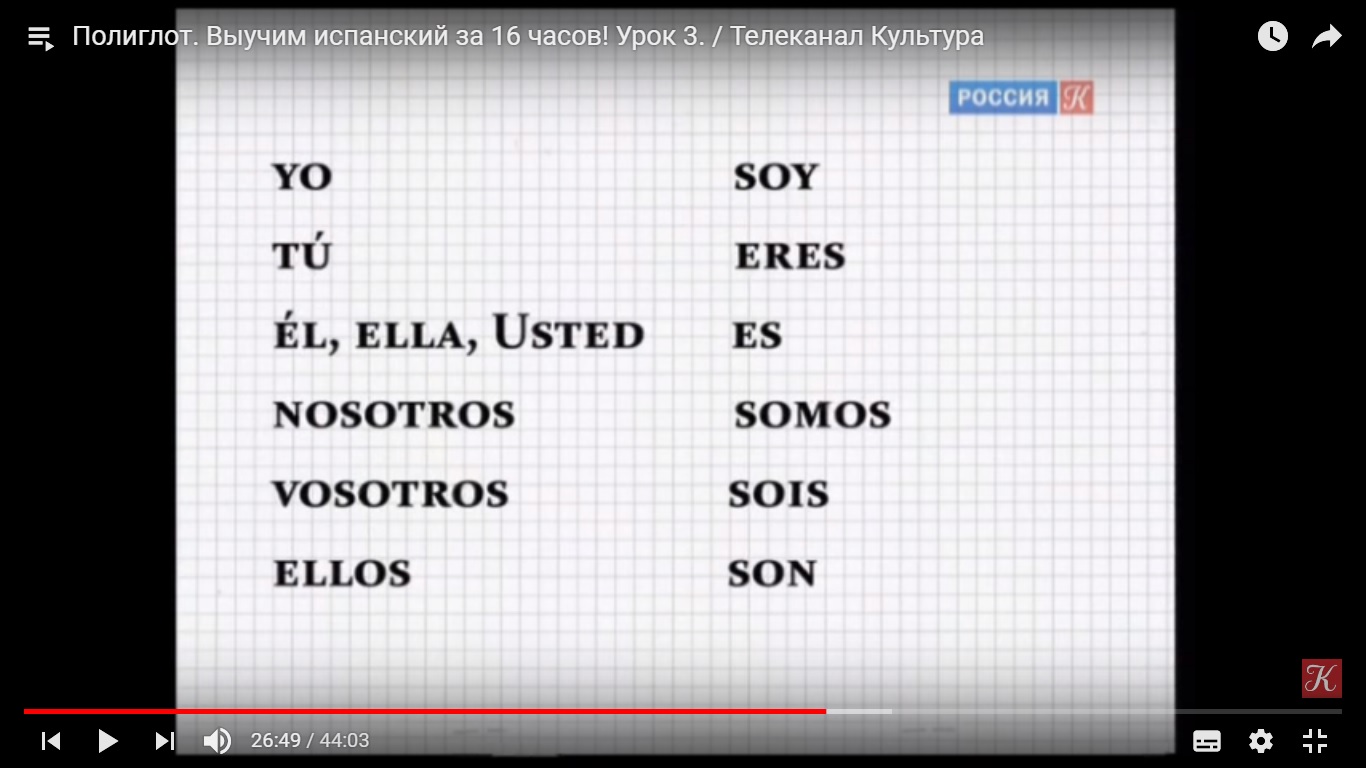 Полиглот. Выучим испанский за 16 часов! Урок 3. / Телеканал Культура
РОССИЯ К
YO SOY
TÚ ERES
ÉL, ELLA, USTED ES
NOSOTROS SOMOS
VOSOTROS SOIS
ELLOS SON
К
26:49 / 44:03